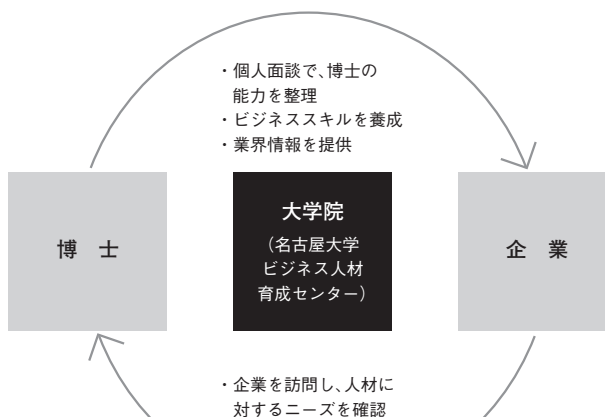 ・個人面談で、博士の
能力を整理
・ビジネススキルを養成
・業界情報を提供
博 士
大学院
（名古屋大学
ビジネス人材
育成センター）
企 業
・企業を訪問し、人材に
対するニーズを確認